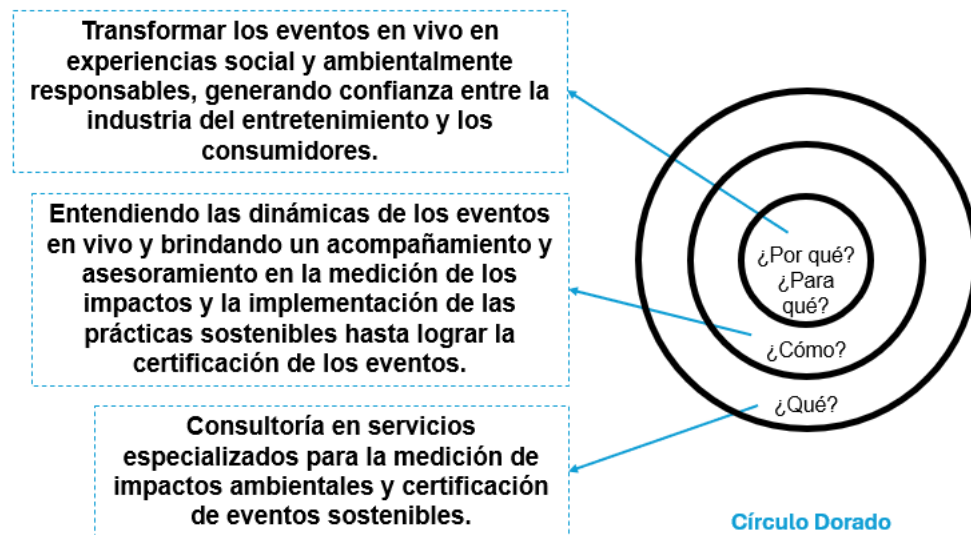 Transformar los eventos en vivo en
experiencias social y ambientalmente
responsables, generando confianza entre la
industria del entretenimiento y los
consumidores.
Entendiendo las dinámicas de los eventos
en vivo y brindando un acompañamiento y
asesoramiento en la medición de los
impactos y la implementación de las
prácticas sostenibles hasta lograr la
certificación de los eventos.
Consultoría en servicios
especializados para la medición de
impactos ambientales y certificación
de eventos sostenibles.
¿Por qué?
¿Para
qué?
¿Cómo?
¿Qué?
Círculo Dorado